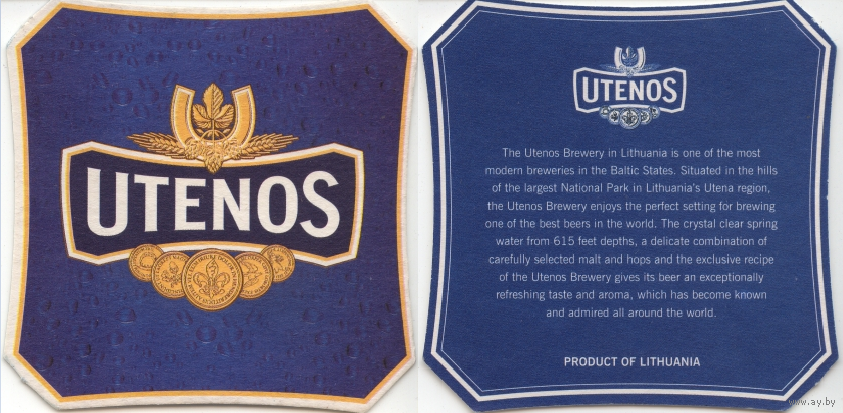 UTENOS
UTENOS
The Utenos Brewery in Lithuania is one of the most
modern breweries in the Baltic States. Situated in the hills
of the largest National Park in Lithuania's Utena region,
the Utenos Brewery enjoys the perfect setting for brewing
one of the best beers in the world. The crystal clear spring
water from 615 feet depths, a delicate combination of
carefully selected malt and hops and the exclusive recipe
of the Utenos Brewery gives its beer an exceptionally
refreshing taste and aroma, which has become known
and admired all around the world.
PRODUCT OF LITHUANIA
www.ay.by